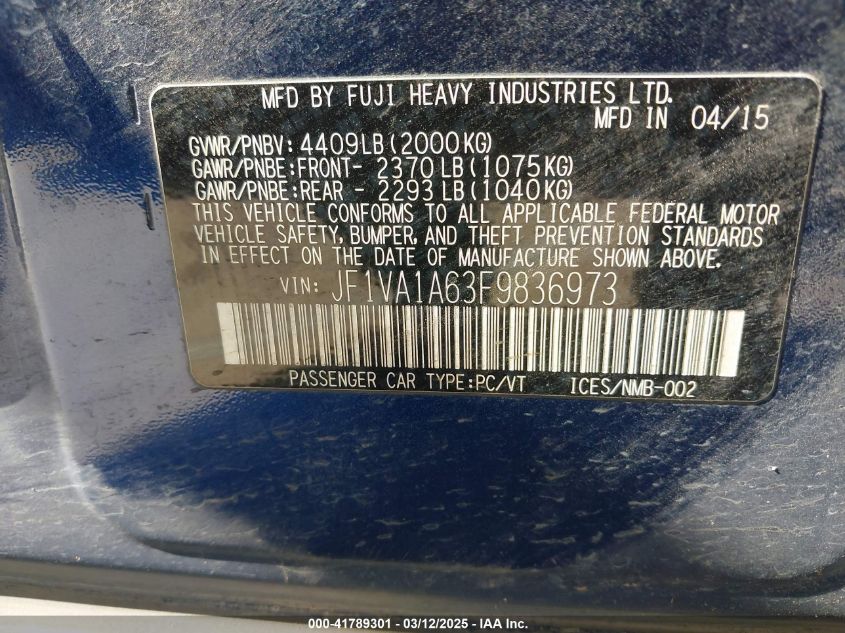 MFD BY FUJI HEAVY INDUSTRIES LTD.
MFD IN 04/15
GVWR/PNBV: 4409LB(2000KG)
GAWR/PNBE:FRONT- 2370LB(1075KG)
GAWR/PNBE:REAR - 2293LB(1040KG)
THIS VEHICLE CONFORMS TO ALL APPLICABLE FEDERAL MOTOR
VEHICLE SAFETY, BUMPER, AND THEFT PREVENTION STANDARDS
IN EFFECT ON THE DATE OF MANUFACTURE SHOWN ABOVE.
VIN: JF1VA1A63F9836973
PASSENGER CAR TYPE:PC/VT ICES/NMB-002
000-41789301 - 03/12/2025 - IAA Inc.